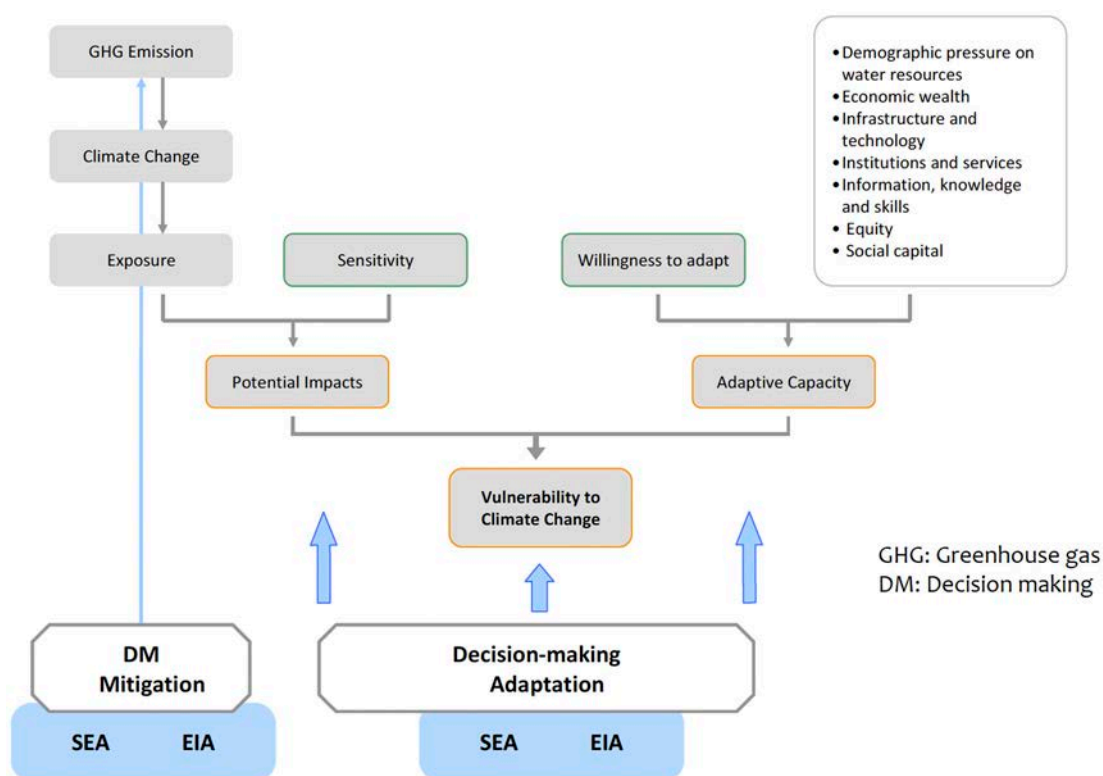 GHG Emission
Climate Change
Exposure
Sensitivity
Willingness to adapt
•Demographic pressure on
water resources
•Economic wealth
•Infrastructure and
technology
•Institutions and services
•Information, knowledge
and skills
• Equity
• Social capital
Potential Impacts
Adaptive Capacity
Vulnerability to
Climate Change
GHG: Greenhouse gas
DM: Decision making
DM
Mitigation
SEA EIA
Decision-making
Adaptation
SEA EIA